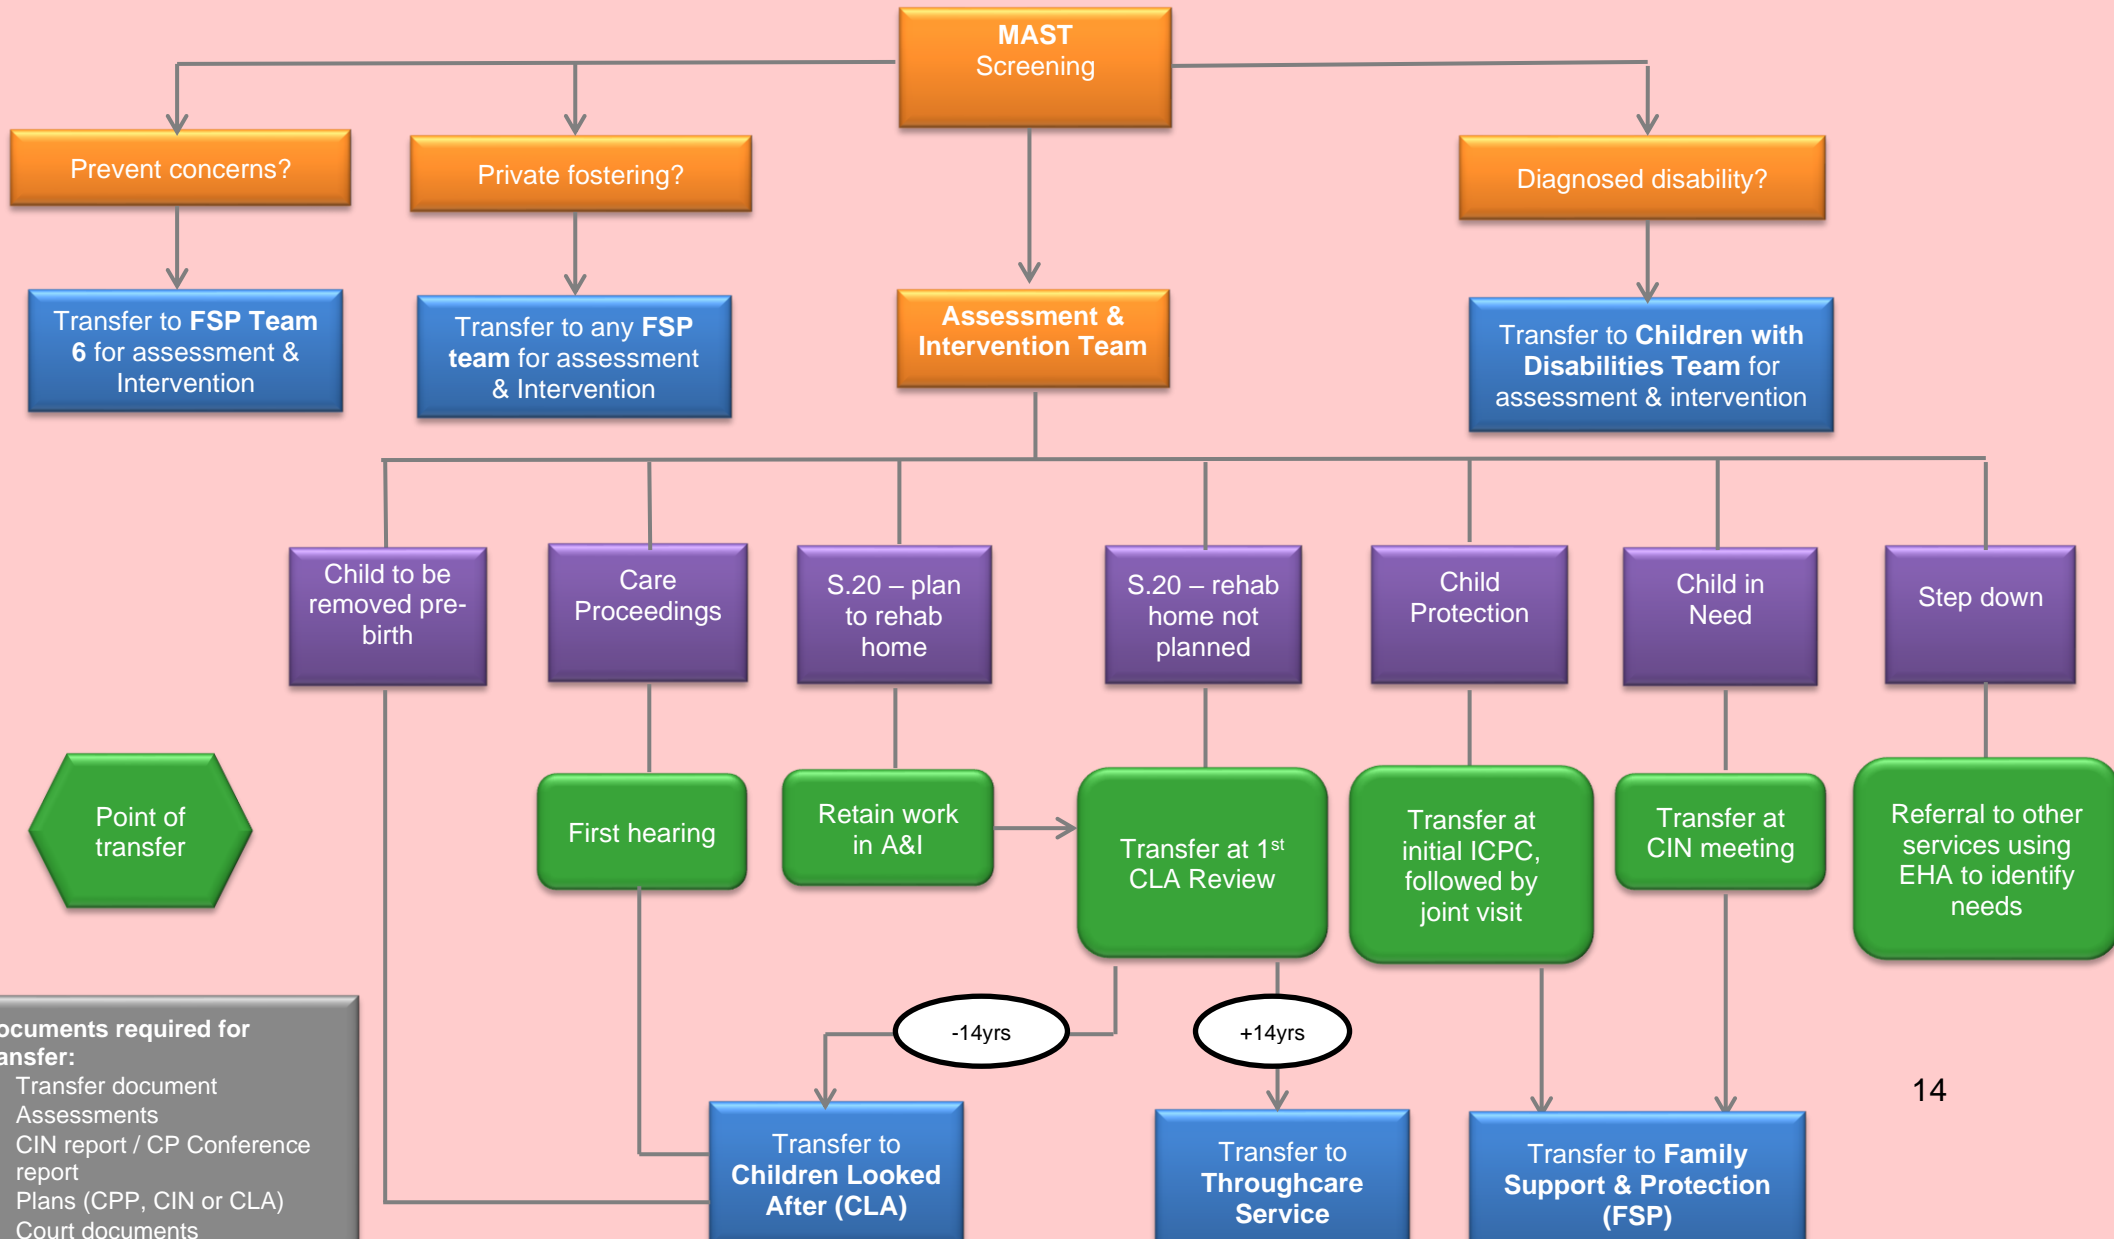 MAST
Screening
Prevent concerns?
Private fostering?
Diagnosed disability?
Transfer to FSP Team
6 for assessment &
Intervention
Transfer to any FSP
team for assessment
& Intervention
Assessment &
Intervention Team
Transfer to Children with
Disabilities Team for
assessment & intervention
Child to be
removed pre-
birth
Care
Proceedings
S.20 – plan
to rehab
home
S.20 – rehab
home not
planned
Child
Protection
Child in
Need
Step down
Point of
transfer
First hearing
Retain work
in A&I
Transfer at 1st
CLA Review
Transfer at
initial ICPC,
followed by
joint visit
Transfer at
CIN meeting
Referral to other
services using
EHA to identify
needs
-14yrs
+14yrs
ocuments required for
ansfer:
Transfer document
Assessments
CIN report / CP Conference
report
Plans (CPP, CIN or CLA)
Court documents
Transfer to
Children Looked
After (CLA)
Transfer to
Throughcare
Service
Transfer to Family
Support & Protection
(FSP)
14